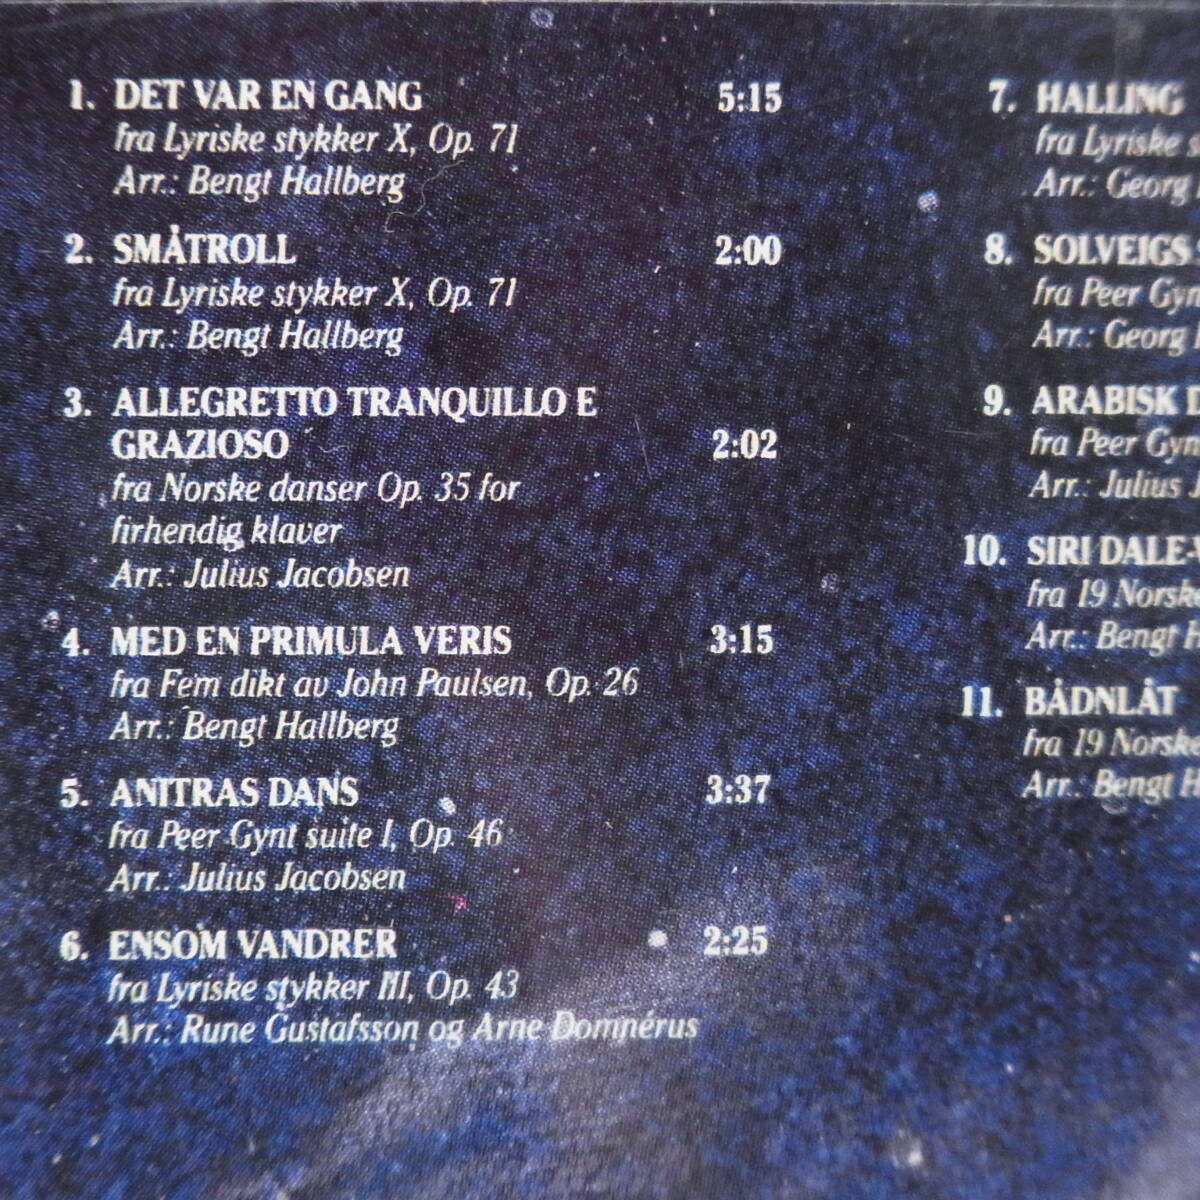 1. DET VAR EN GANG 5:15
fra Lyriske stykker X, Op. 71
Arr.: Bengt Hallberg
2. SMÅTROLL 2:00
fra Lyriske stykker X, Op. 71
Arr.: Bengt Hallberg
3. ALLEGRETTO TRANQUILLO E
GRAZIOSO 2:02
fra Norske danser Op. 35 for
firhendig klaver
Arr.: Julius Jacobsen
4. MED EN PRIMULA VERIS 3:15
fra Fem dikt av John Paulsen, Op. 26
Arr.: Bengt Hallberg
5. ANITRAS DANS 3:37
fra Peer Gynt suite I, Op. 46
Arr.: Julius Jacobsen
6. ENSOM VANDRER 2:25
fra Lyriske stykker III, Op. 43
Arr.: Rune Gustafsson og Arne Domnérus
7. HALLING
fra Lyriske
Arr.: Georg
8. SOLVEIGS
fra Peer
Arr.: Georg
9. ARABISK
fra Peer
Arr.: Julius
10. SIRI DALE-
fra 19 Norske
Arr.: Bengt
11. BÅDNLÅT
fra 19 Norske
Arr.: Bengt